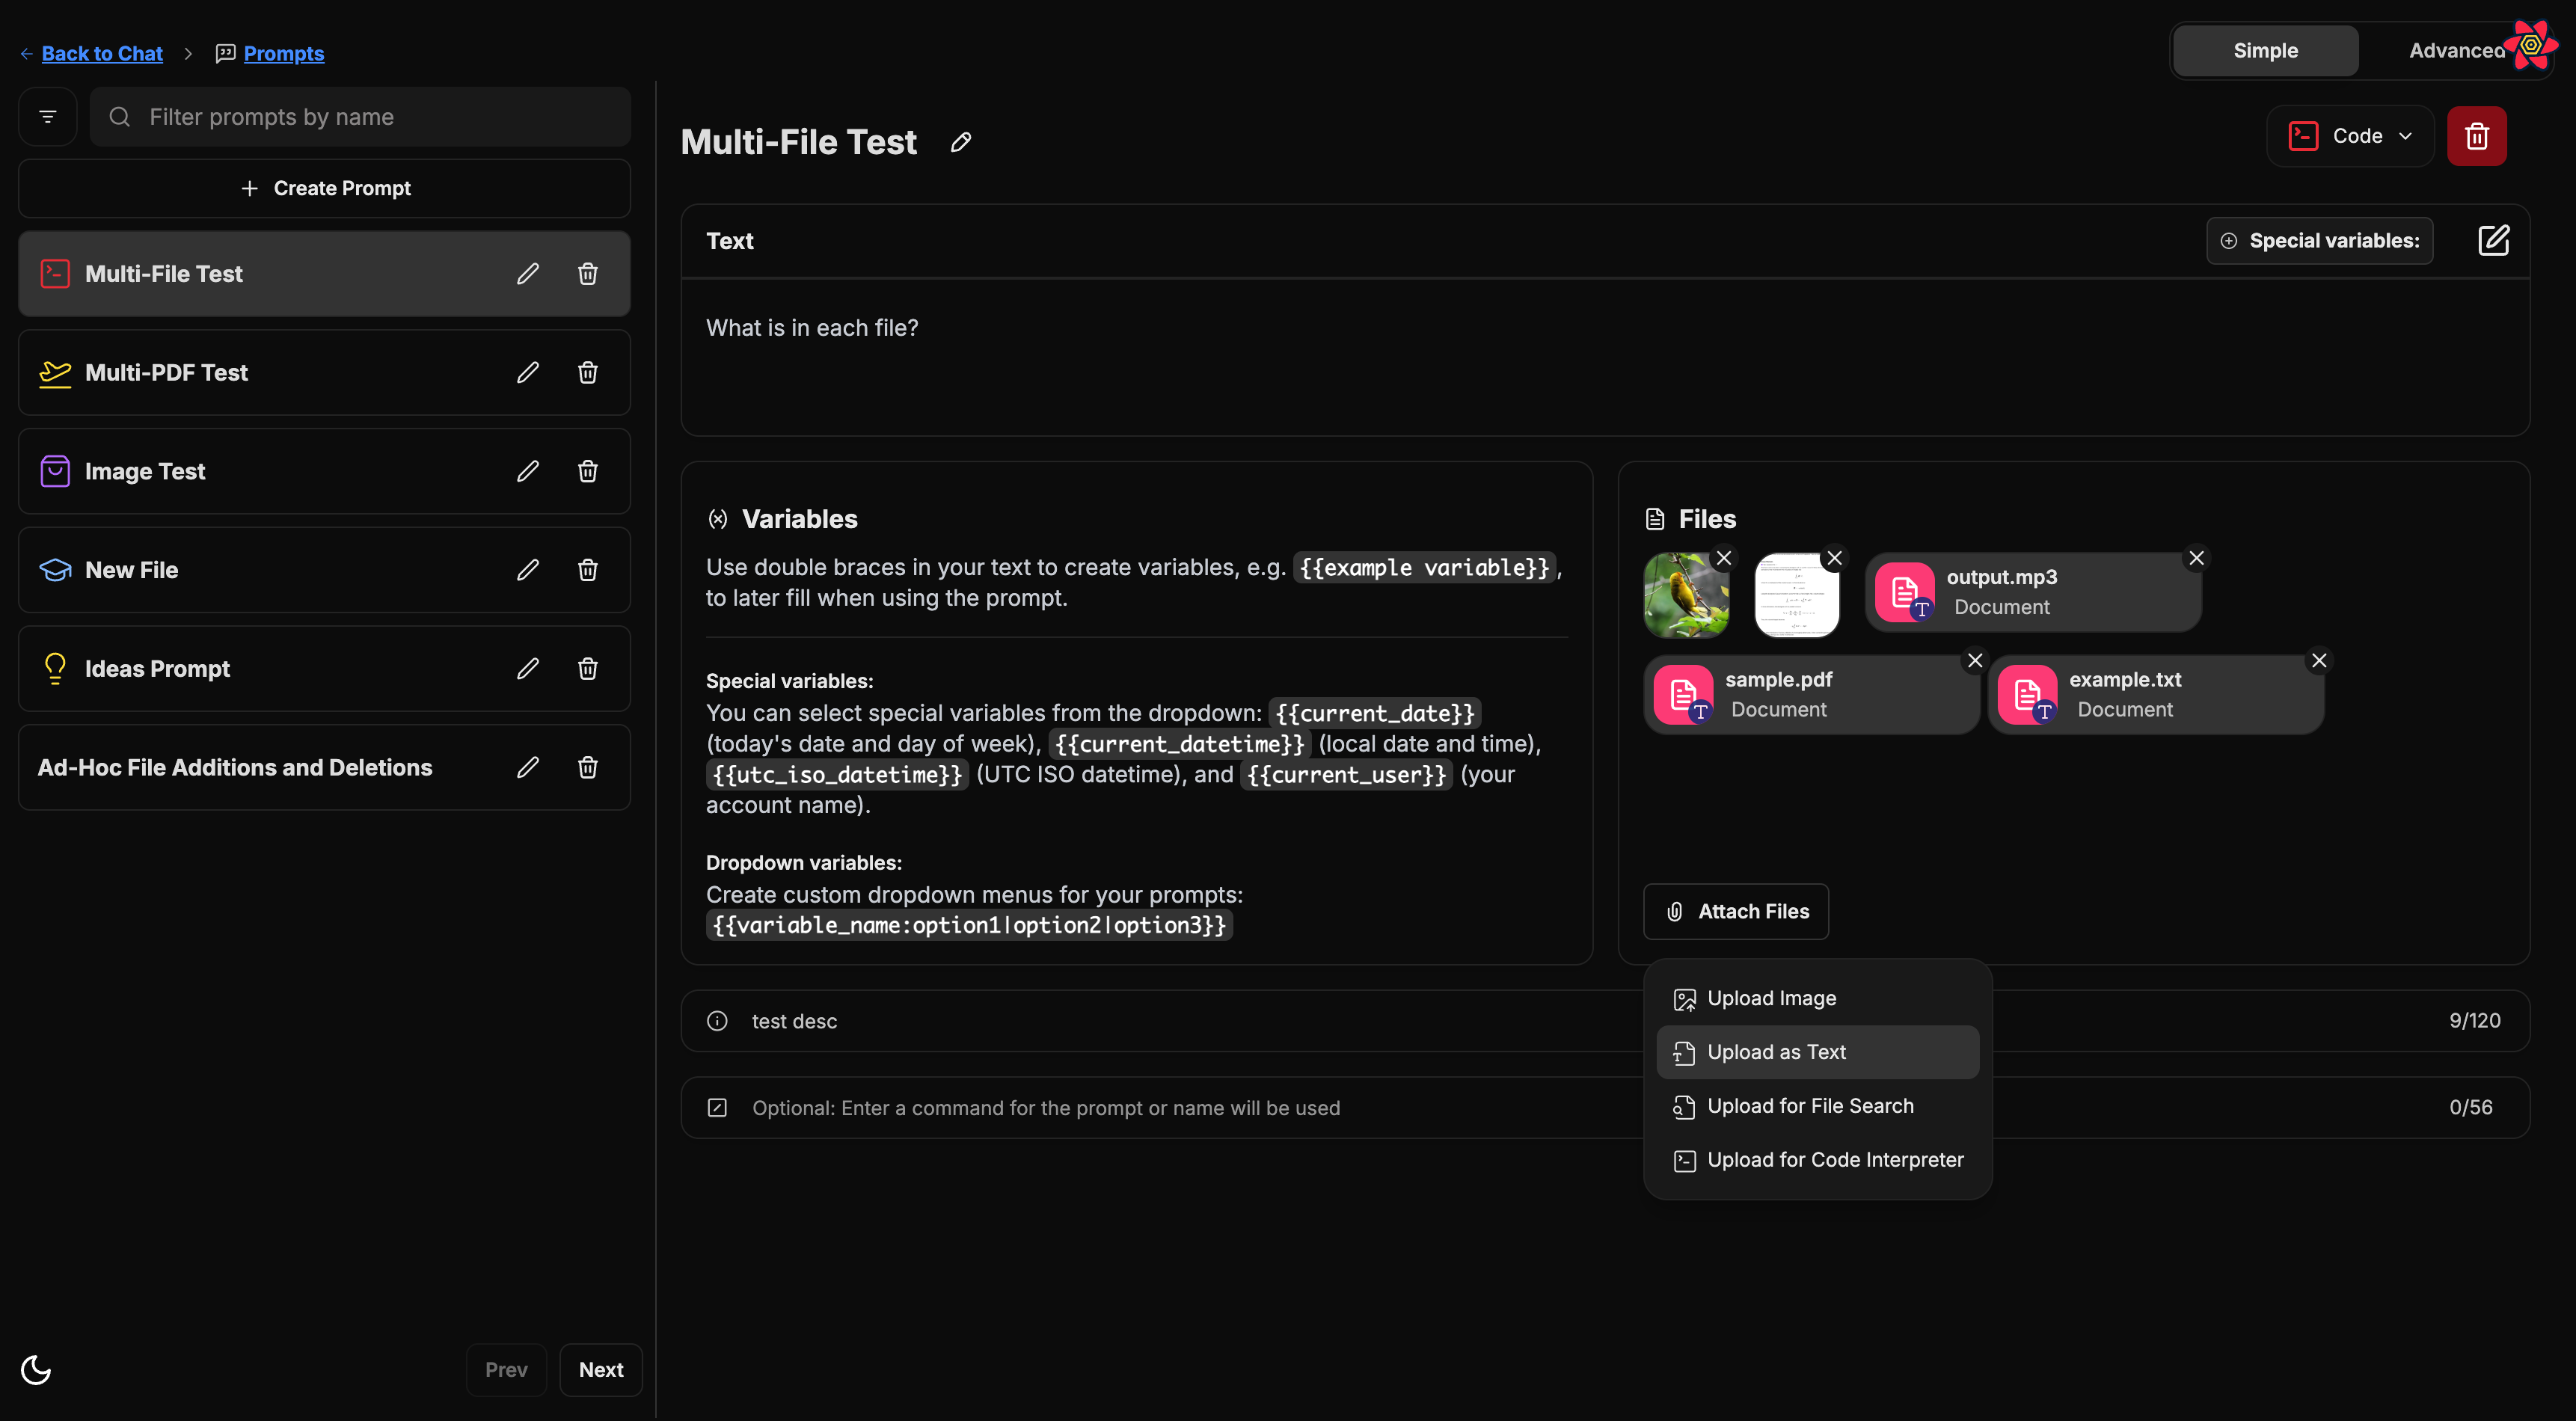 Back to Chat
Prompts
Simple
Advanced
Filter prompts by name
Create Prompt
Multi-File Test
Multi-PDF Test
Image Test
New File
Ideas Prompt
Ad-Hoc File Additions and Deletions
Prev
Next
Multi-File Test
Code
Text
Special variables:
What is in each file?
Variables
Use double braces in your text to create variables, e.g. {{example variable}},
to later fill when using the prompt.
Special variables:
You can select special variables from the dropdown: {{current_date}}
(today's date and day of week), {{current_datetime}} (local date and time),
{{utc_iso_datetime}} (UTC ISO datetime), and {{current_user}} (your
account name).
Dropdown variables:
Create custom dropdown menus for your prompts:
{{variable_name:option1|option2|option3}}
Files
output.mp3
Document
T
sample.pdf
Document
T
example.txt
Document
T
Attach Files
Upload Image
Upload as Text
Upload for File Search
Upload for Code Interpreter
test desc
9/120
Optional: Enter a command for the prompt or name will be used
0/56